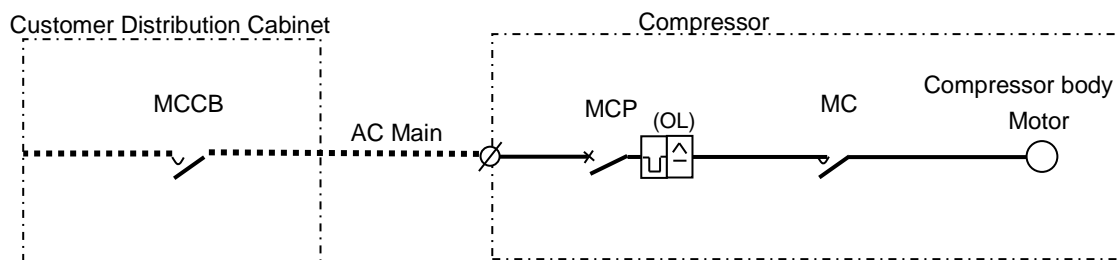 Customer Distribution Cabinet
Compressor
MCCB
AC Main
MCP
(OL)
MC
Compressor body
Motor